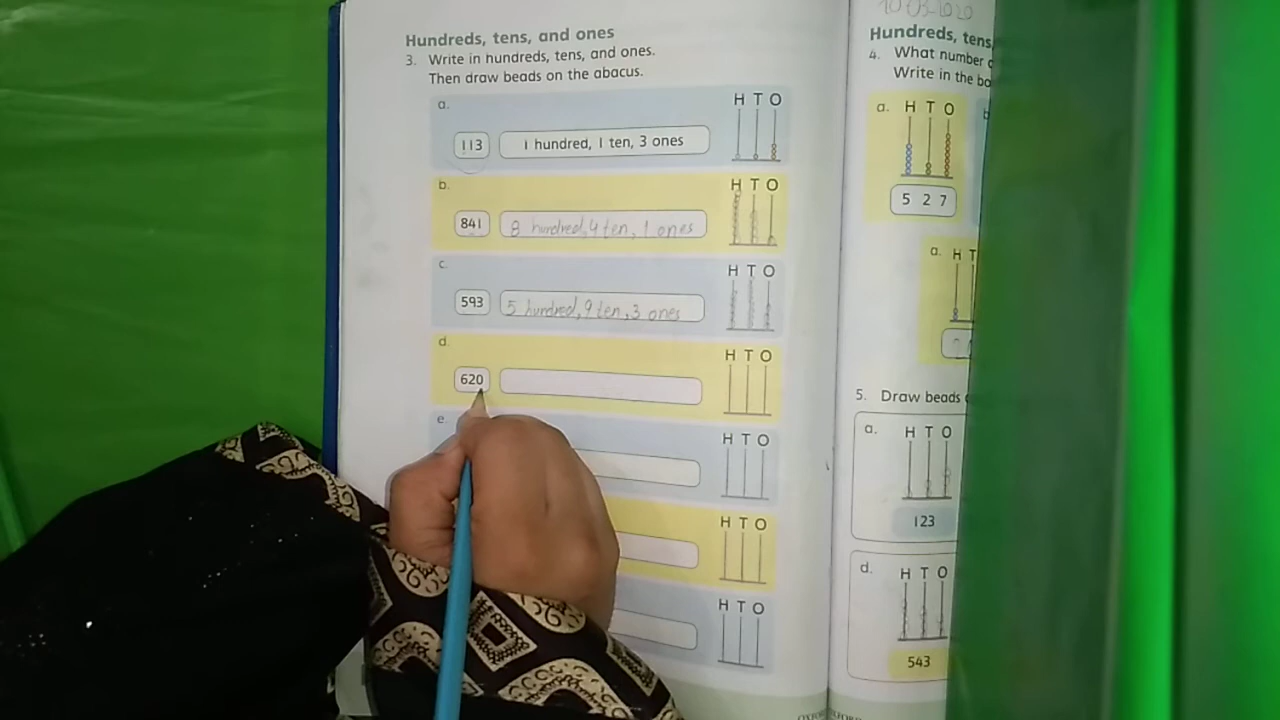 Hundreds, tens, and ones
3. Write in hundreds, tens, and ones.
Then draw beads on the abacus.
a.
H T O
113
1 hundred, 1 ten, 3 ones
b.
H T O
841
8 hundred, 4 ten, 1 ones
c.
H T O
593
5 hundred, 9 ten, 3 ones
d.
H T O
620
e.
H T O
H T O
H T O
Hundreds, tens,
4. What number
Write in the
a. H T O
5 2 7
a. H T
5. Draw beads
a.
H T O
123
d.
H T O
543